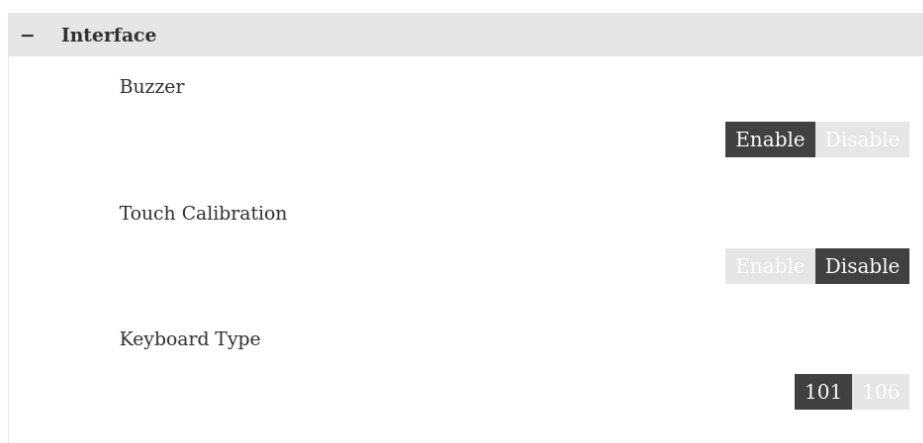 − Interface
Buzzer
Enable Disable
Touch Calibration
Enable Disable
Keyboard Type
101 106